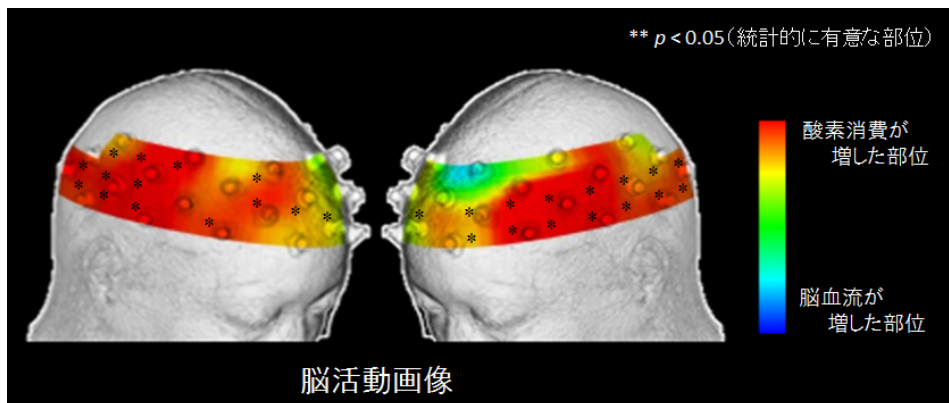 ** p < 0.05（統計的に有意な部位）
酸素消費が
増した部位
脳血流が
増した部位
脳活動画像